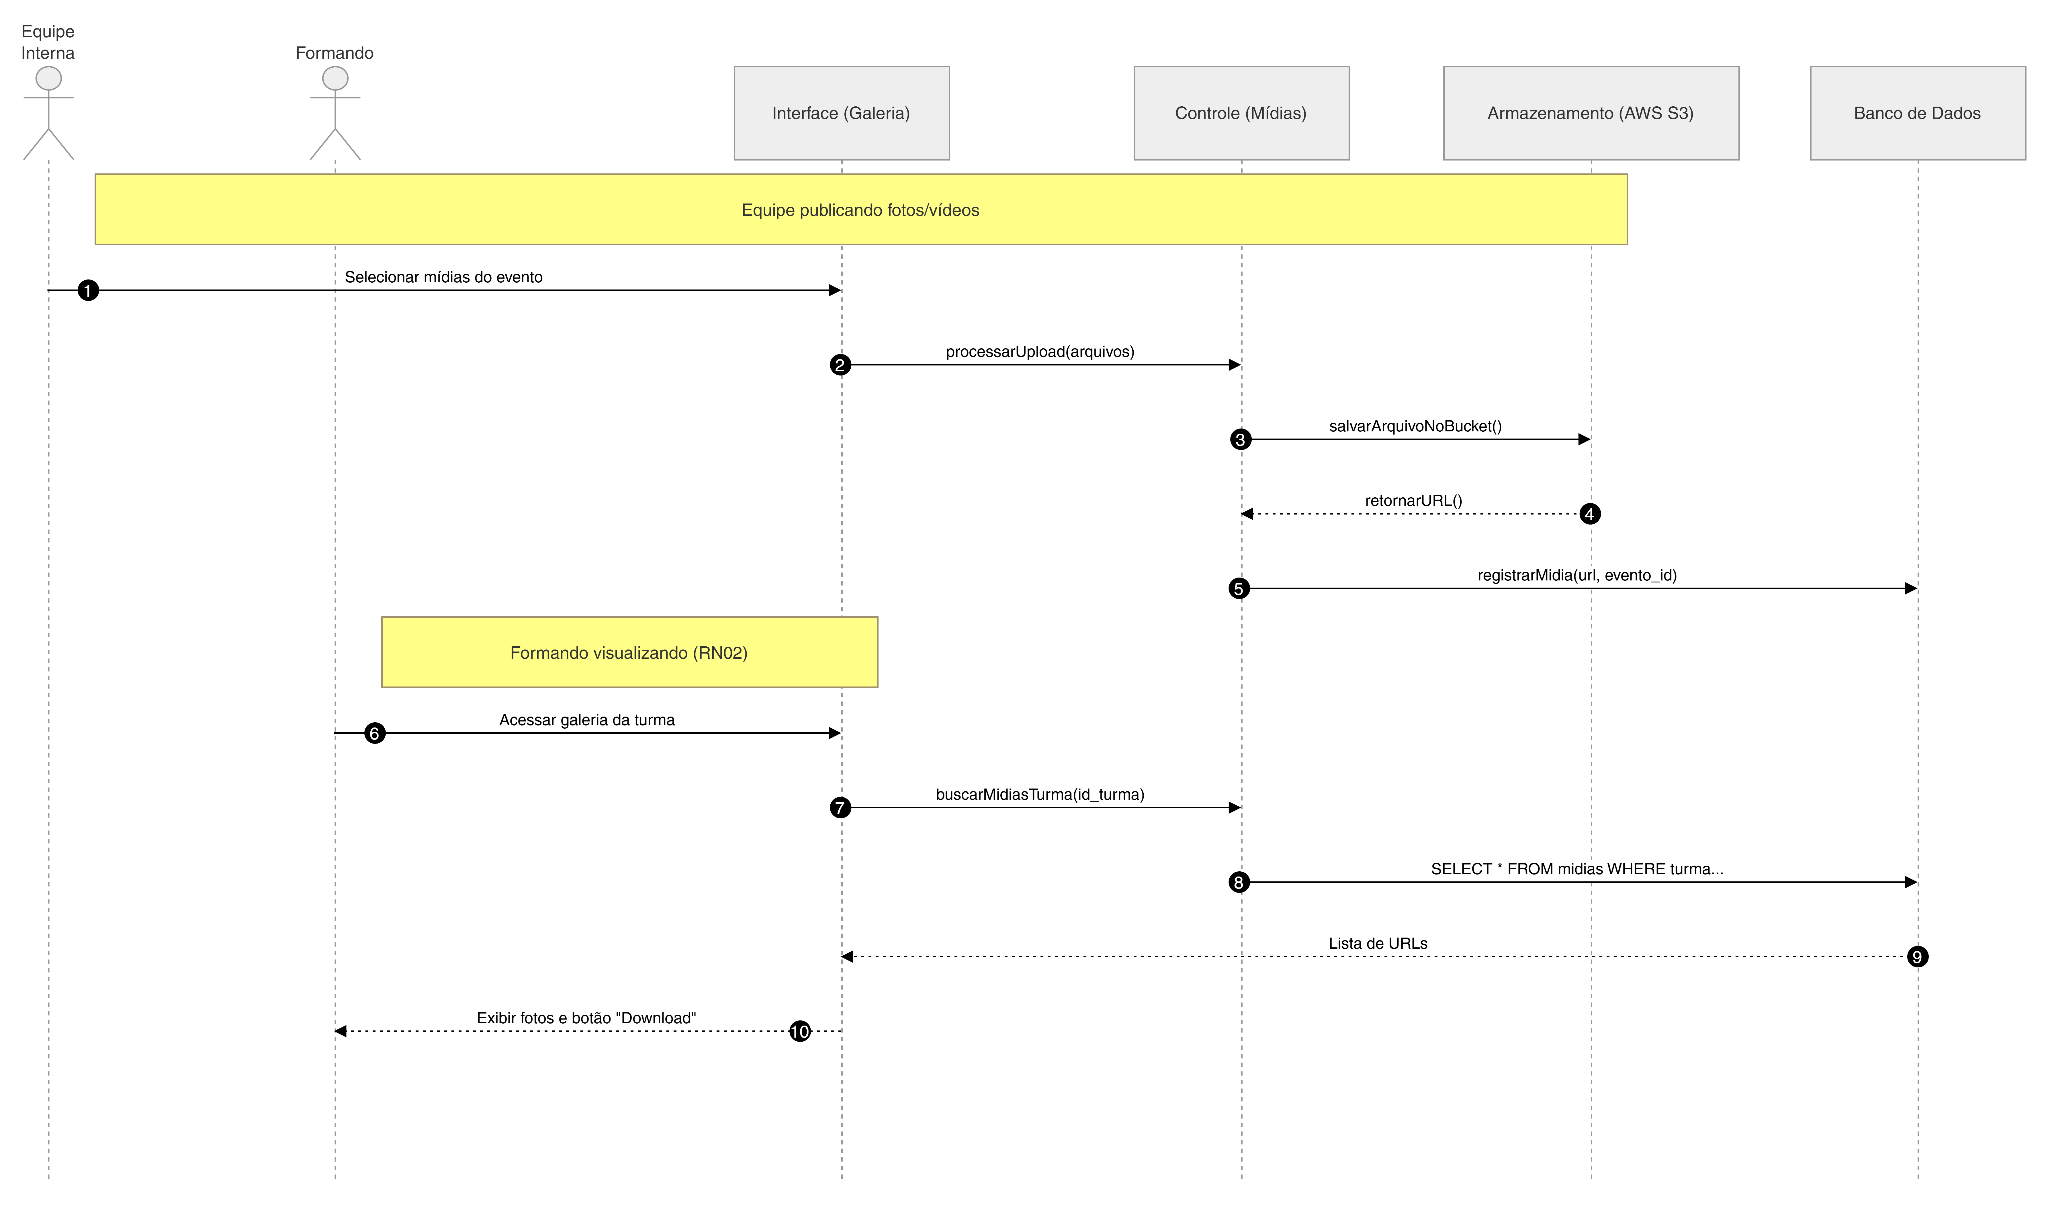 Equipe
Interna
Formando
Interface (Galeria)
Controle (Mídias)
Armazenamento (AWS S3)
Banco de Dados
Equipe publicando fotos/vídeos
1
Selecionar mídias do evento
2
processarUpload(arquivos)
3
salvarArquivoNoBucket()
retornarURL()
4
5
registrarMidia(url, evento_id)
Formando visualizando (RN02)
6
Acessar galeria da turma
7
buscarMidiasTurma(id_turma)
8
SELECT * FROM midias WHERE turma...
Lista de URLs
9
Exibir fotos e botão "Download"
10